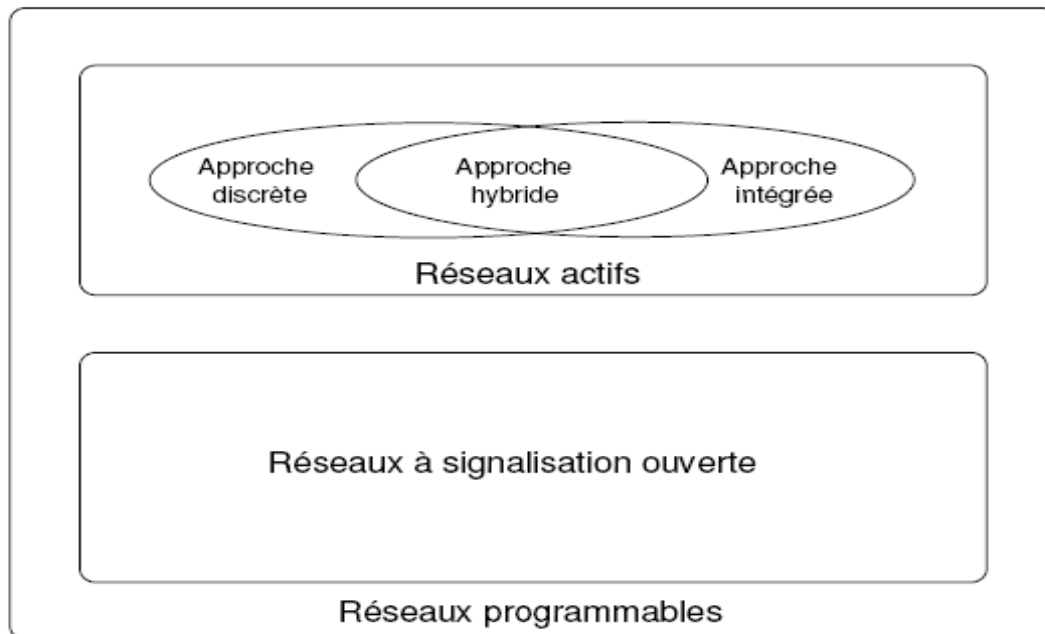 Approche
discrète
Approche
hybride
Approche
intégrée
Réseaux actifs
Réseaux à signalisation ouverte
Réseaux programmables